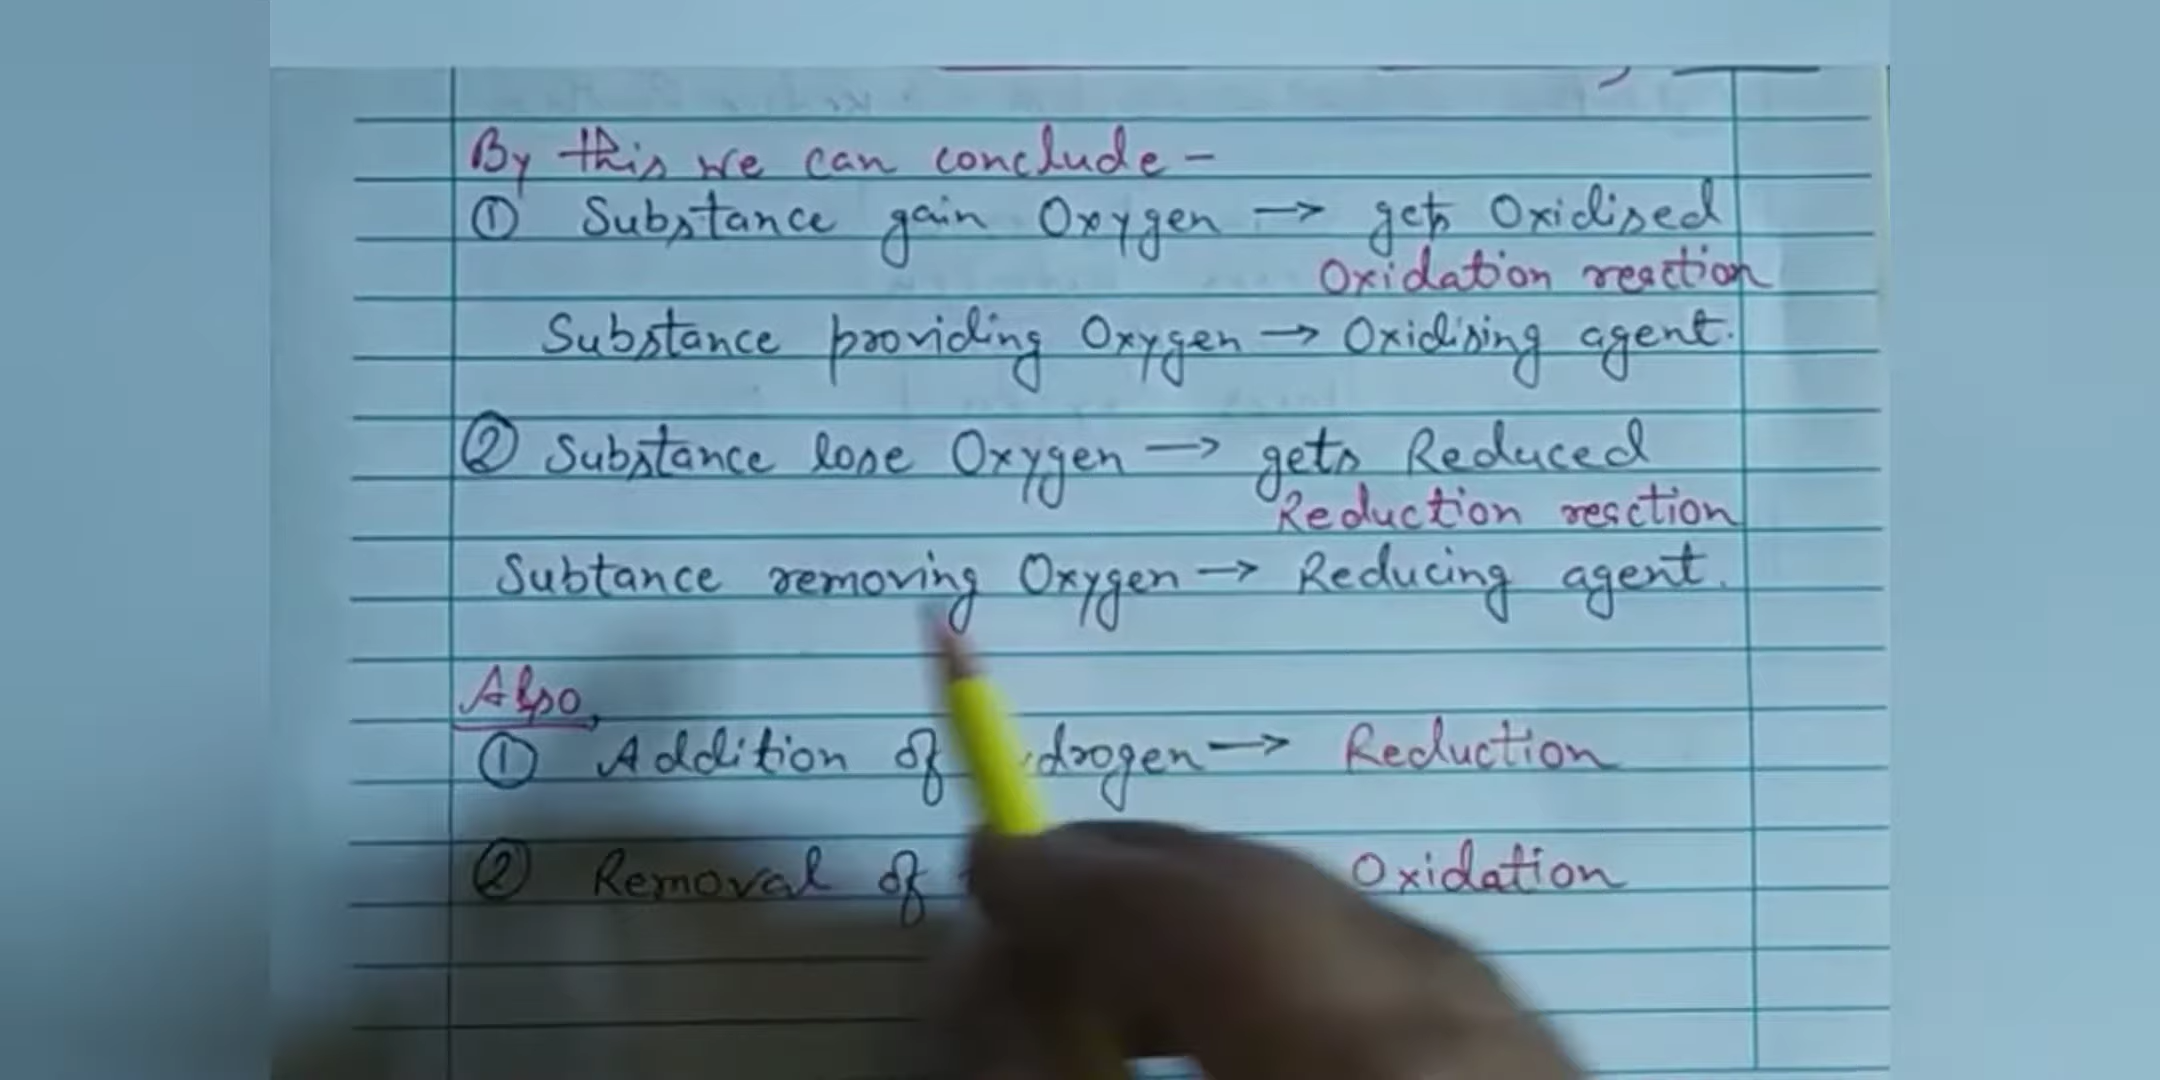 By this we can conclude -
① Substance gain Oxygen → gets Oxidised
Oxidation reaction
Substance providing Oxygen → Oxidising agent.
② Substance lose Oxygen → gets Reduced
Reduction reaction
Subtance removing Oxygen → Reducing agent.
Also,
① Addition of drogen → Reduction
② Removal of Oxidation